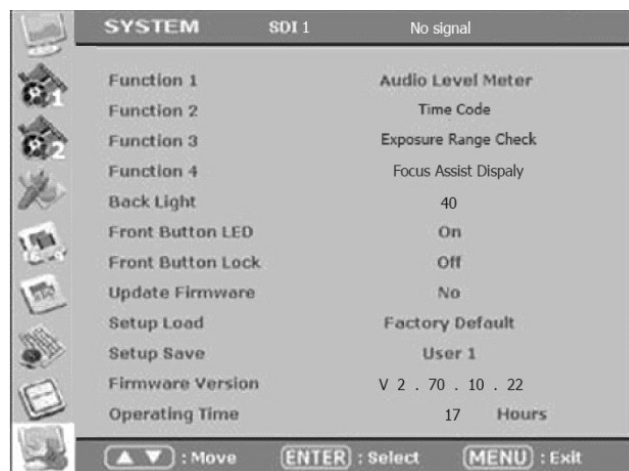 SYSTEM SDI 1 No signal
Function 1 Audio Level Meter
1
Function 2 Time Code
Function 3 Exposure Range Check
2
Function 4 Focus Assist Dispaly
Back Light 40
Front Button LED On
Front Button Lock Off
Update Firmware No
Setup Load Factory Default
Setup Save User 1
Firmware Version V 2 . 70 . 10 . 22
Operating Time 17 Hours
▲ ▼ : Move ENTER : Select MENU : Exit